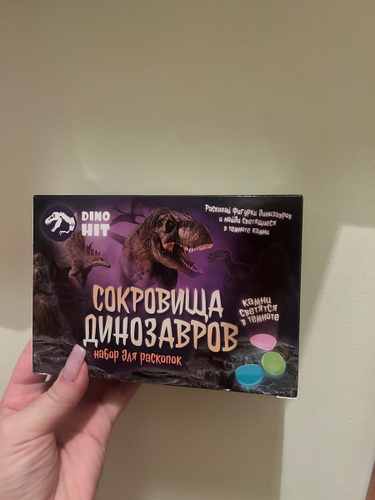 DINO
HIT
Раскопай фигурки динозавров
и найди светящиеся
в темноте камни
СОКРОВИЩА
ДИНОЗАВРОВ
набор для раскопок
камни
светятся
в темноте